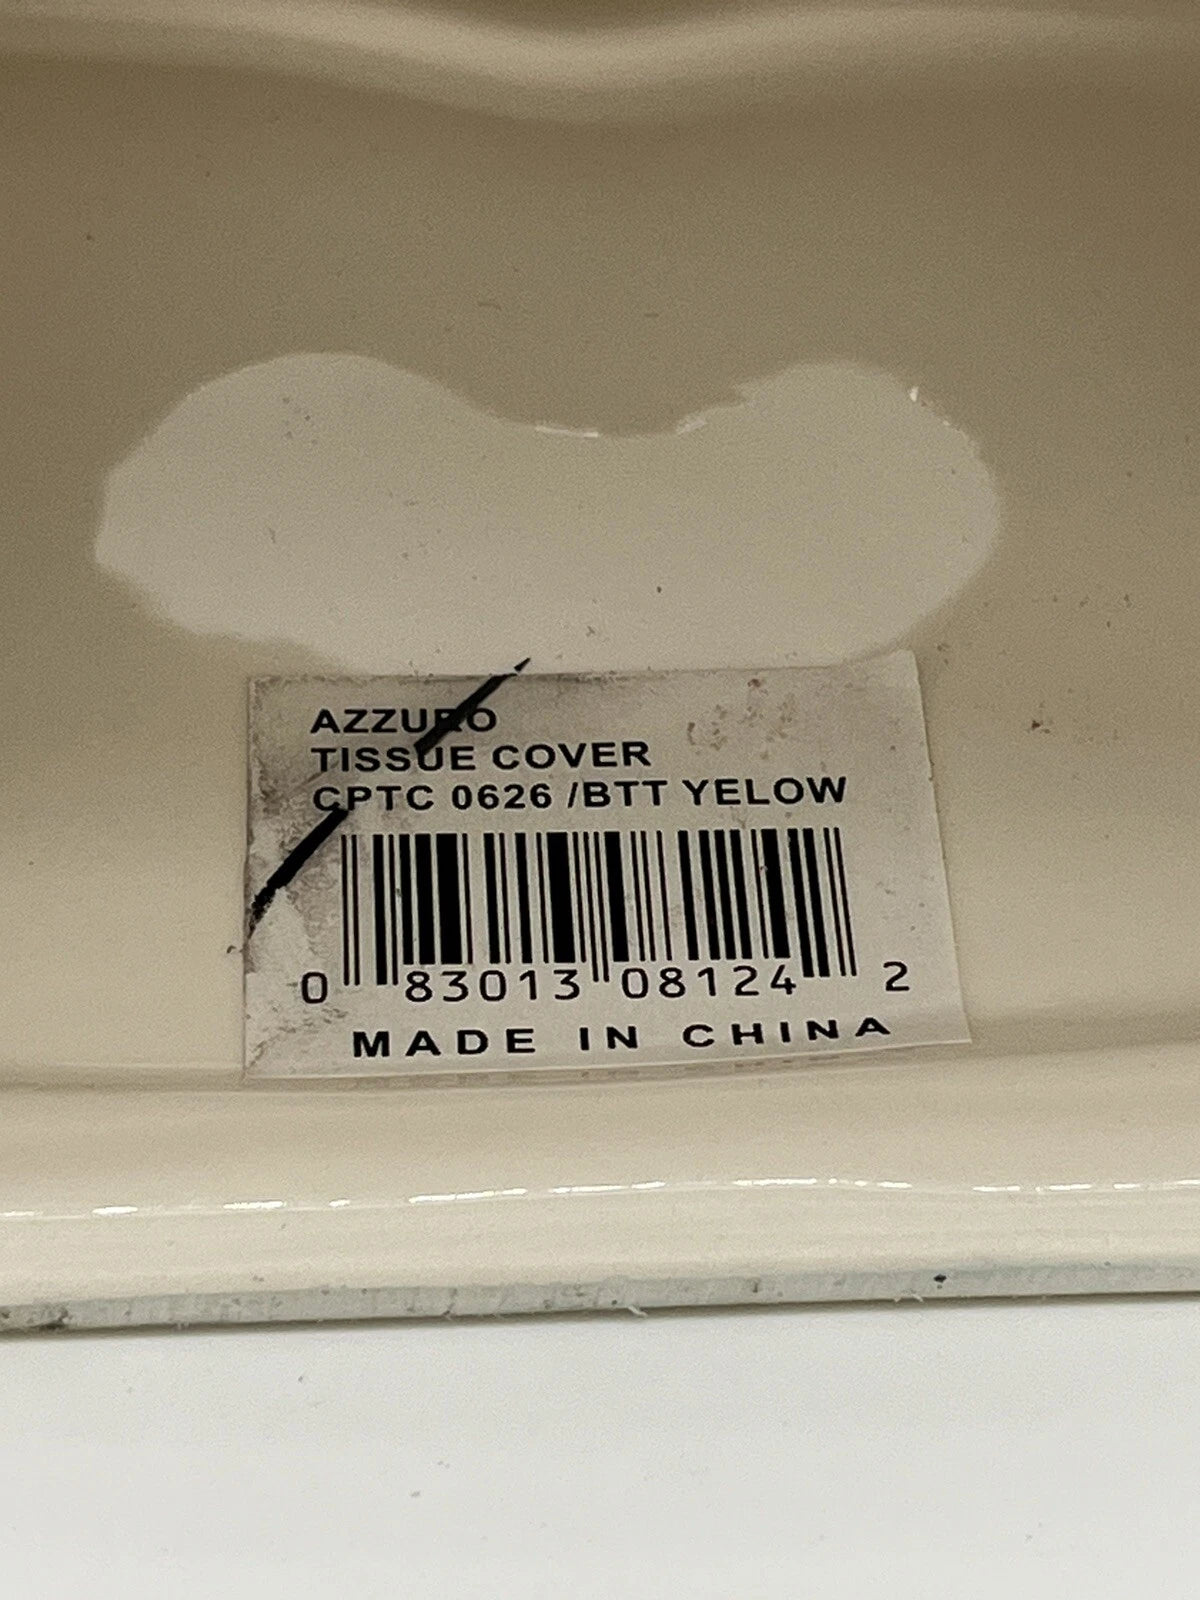 AZZURO
TISSUE COVER
CPTC 0626 /BTT YELOW
0 83013 08124 2
MADE IN CHINA